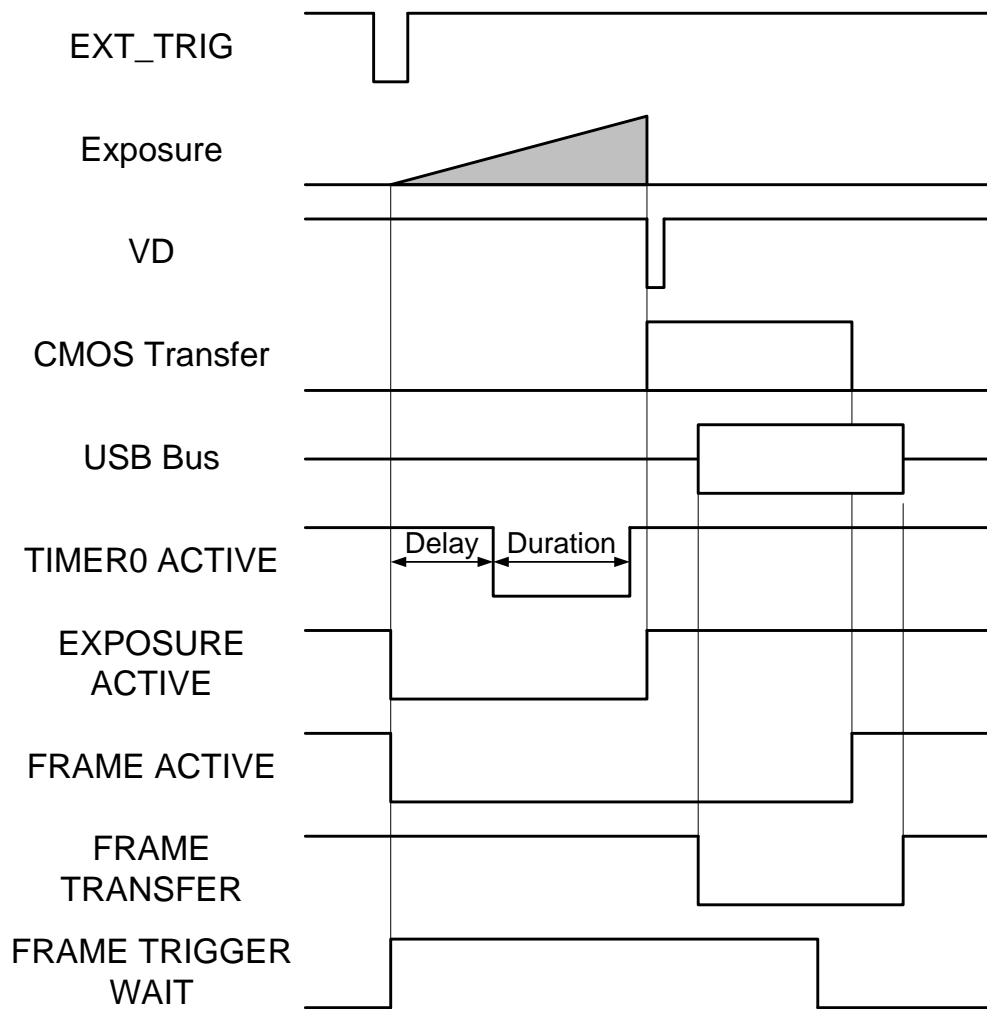 EXT_TRIG
Exposure
VD
CMOS Transfer
USB Bus
TIMER0 ACTIVE
Delay
Duration
EXPOSURE
ACTIVE
FRAME ACTIVE
FRAME
TRANSFER
FRAME TRIGGER
WAIT